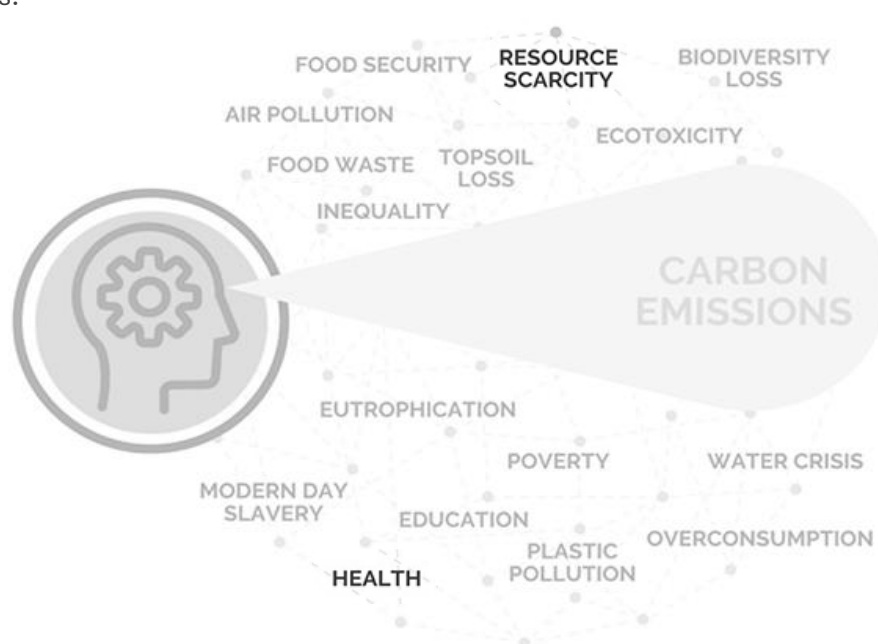 s.
FOOD SECURITY
RESOURCE
SCARCITY
BIODIVERSITY
LOSS
AIR POLLUTION
ECOTOXICITY
FOOD WASTE
TOPSOIL
LOSS
INEQUALITY
CARBON
EMISSIONS
EUTROPHICATION
POVERTY
WATER CRISIS
MODERN DAY
SLAVERY
EDUCATION
OVERCONSUMPTION
PLASTIC
POLLUTION
HEALTH